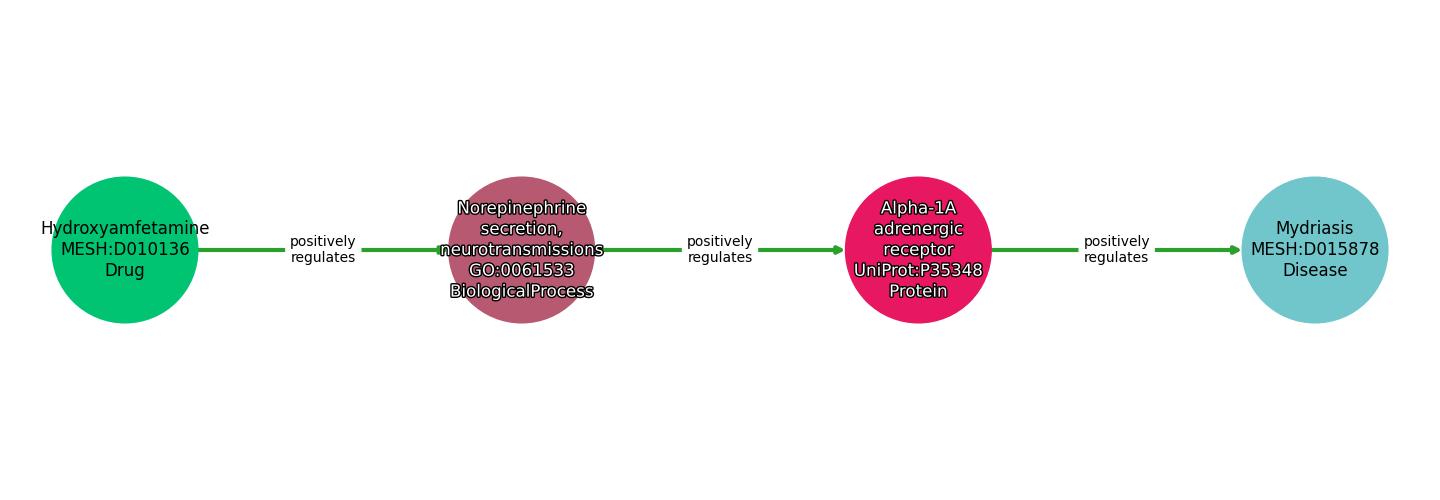 Hydroxyamfetamine
MESH:D010136
Drug
positively
regulates
Norepinephrine
secretion,
neurotransmissions
GO:0061533
BiologicalProcess
positively
regulates
Alpha-1A
adrenergic
receptor
UniProt:P35348
Protein
positively
regulates
Mydriasis
MESH:D015878
Disease